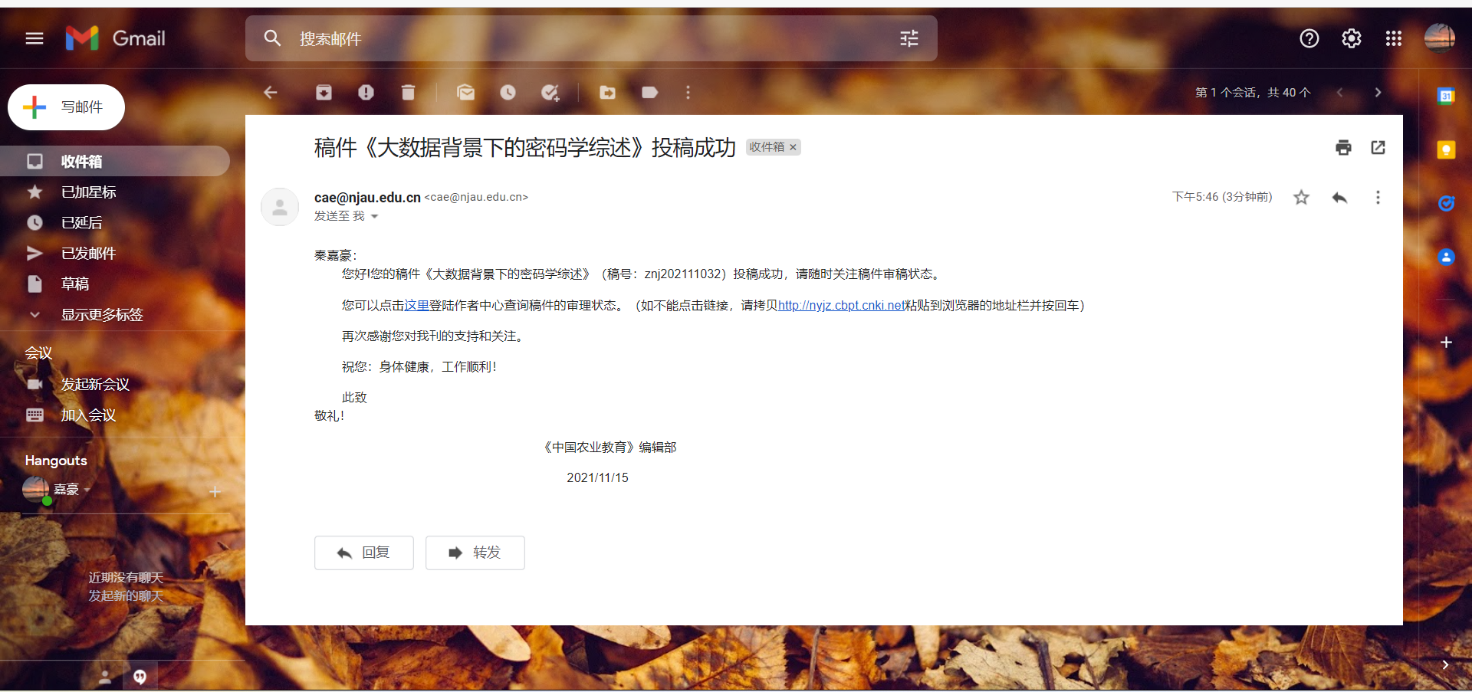 Gmail
搜索邮件
写邮件
第 1 个会话，共 40 个
31
收件箱
已加星标
已延后
已发邮件
草稿
显示更多标签
会议
发起新会议
加入会议
Hangouts
嘉豪
近期没有聊天
发起新的聊天
稿件《大数据背景下的密码学综述》投稿成功 收件箱 ×
cae@njau.edu.cn <cae@njau.edu.cn>
下午5:46 (3分钟前)
发送至 我
秦嘉豪：
您好!您的稿件《大数据背景下的密码学综述》（稿号：znj202111032）投稿成功，请随时关注稿件审稿状态。
您可以点击这里登陆作者中心查询稿件的审理状态。（如不能点击链接，请拷贝http://nyjz.cbpt.cnki.net粘贴到浏览器的地址栏并按回车）
再次感谢您对我刊的支持和关注。
祝您：身体健康，工作顺利！
此致
敬礼！
《中国农业教育》编辑部
2021/11/15
回复
转发